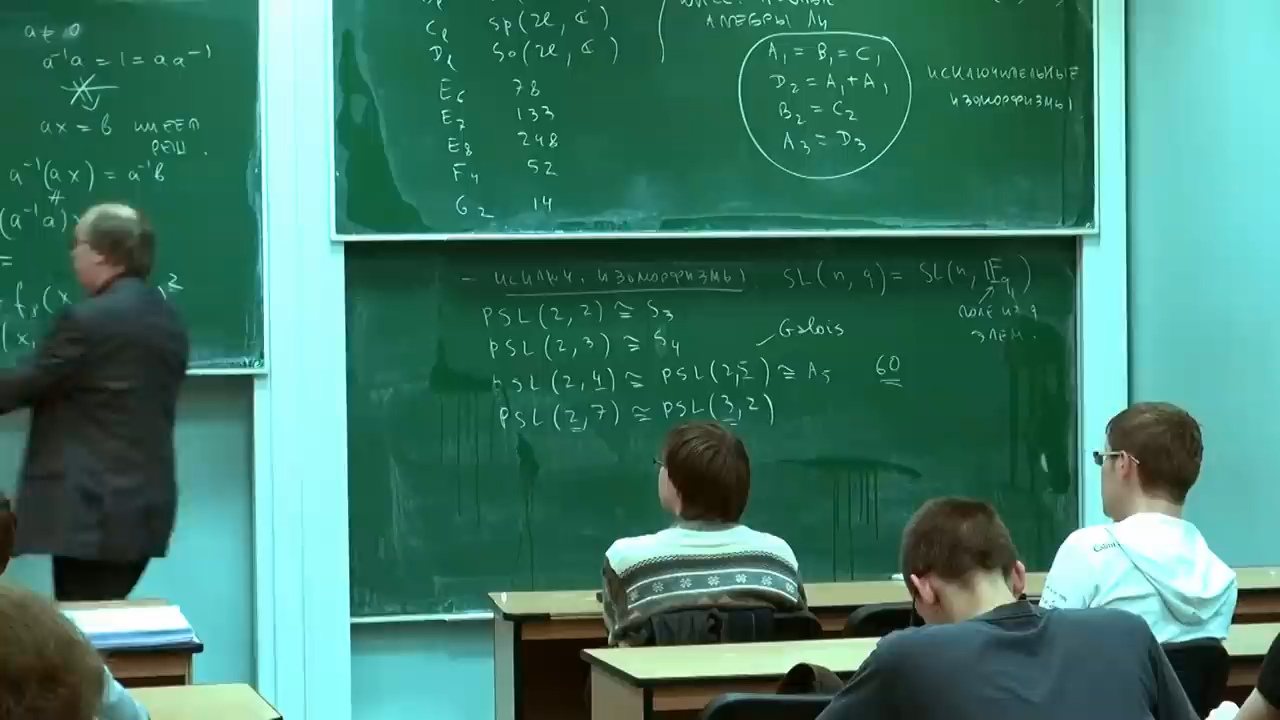 a ≠ 0
a⁻¹a = 1 = aa⁻¹
ax = b имеет
реш.
a⁻¹(ax) = a⁻¹b
(a⁻¹a)
=
C_l sp(2l, ℂ)
D_l so(2l, ℂ)
E₆ 78
E₇ 133
E₈ 248
F₄ 52
G₂ 14
алгебры Ли
A₁ = B₁ = C₁
D₂ = A₁ + A₁
B₂ = C₂
A₃ = D₃
исключительные
изоморфизмы
– исключ. изоморфизмы SL(n, q) = SL(n, 𝔽_q)
поле из q
элем.
PSL(2, 2) ≅ S₃
PSL(2, 3) ≅ S₄
Galois
PSL(2, 4) ≅ PSL(2, 5) ≅ A₅ 60
PSL(2, 7) ≅ PSL(3, 2)